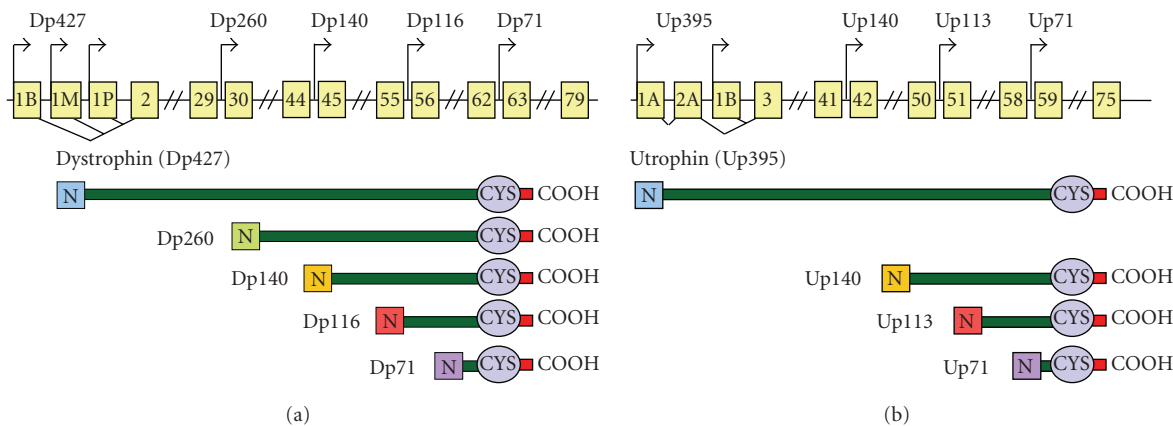 Dp427 Dp260 Dp140 Dp116 Dp71
1B 1M 1P 2 29 30 44 45 55 56 62 63 79
Dystrophin (Dp427)
N CYS COOH
Dp260 N CYS COOH
Dp140 N CYS COOH
Dp116 N CYS COOH
Dp71 N CYS COOH
(a)
Up395 Up140 Up113 Up71
1A 2A 1B 3 41 42 50 51 58 59 75
Utrophin (Up395)
N CYS COOH
Up140 N CYS COOH
Up113 N CYS COOH
Up71 N CYS COOH
(b)